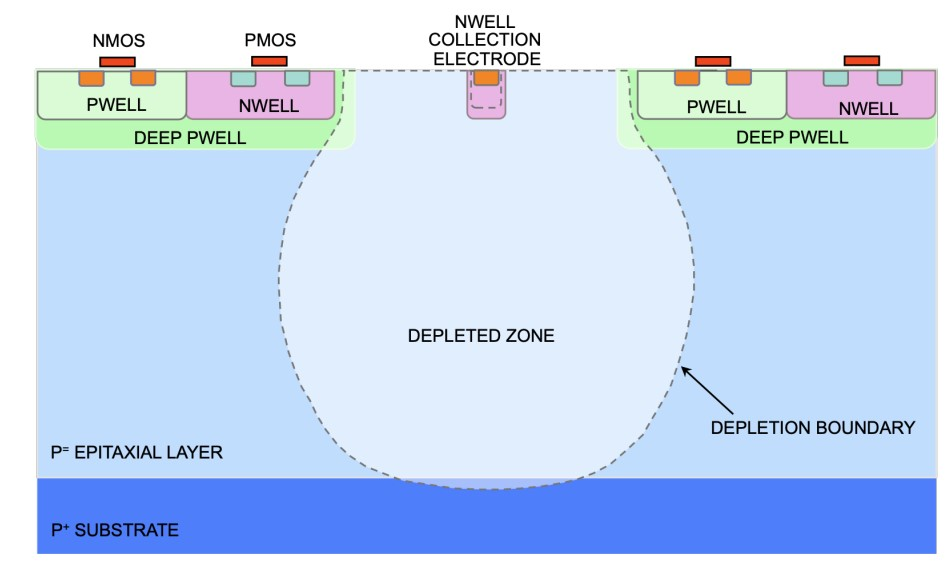 NWELL
COLLECTION
ELECTRODE
NMOS
PMOS
PWELL
NWELL
PWELL
NWELL
DEEP PWELL
DEEP PWELL
DEPLETED ZONE
DEPLETION BOUNDARY
P⁼ EPITAXIAL LAYER
P⁺ SUBSTRATE